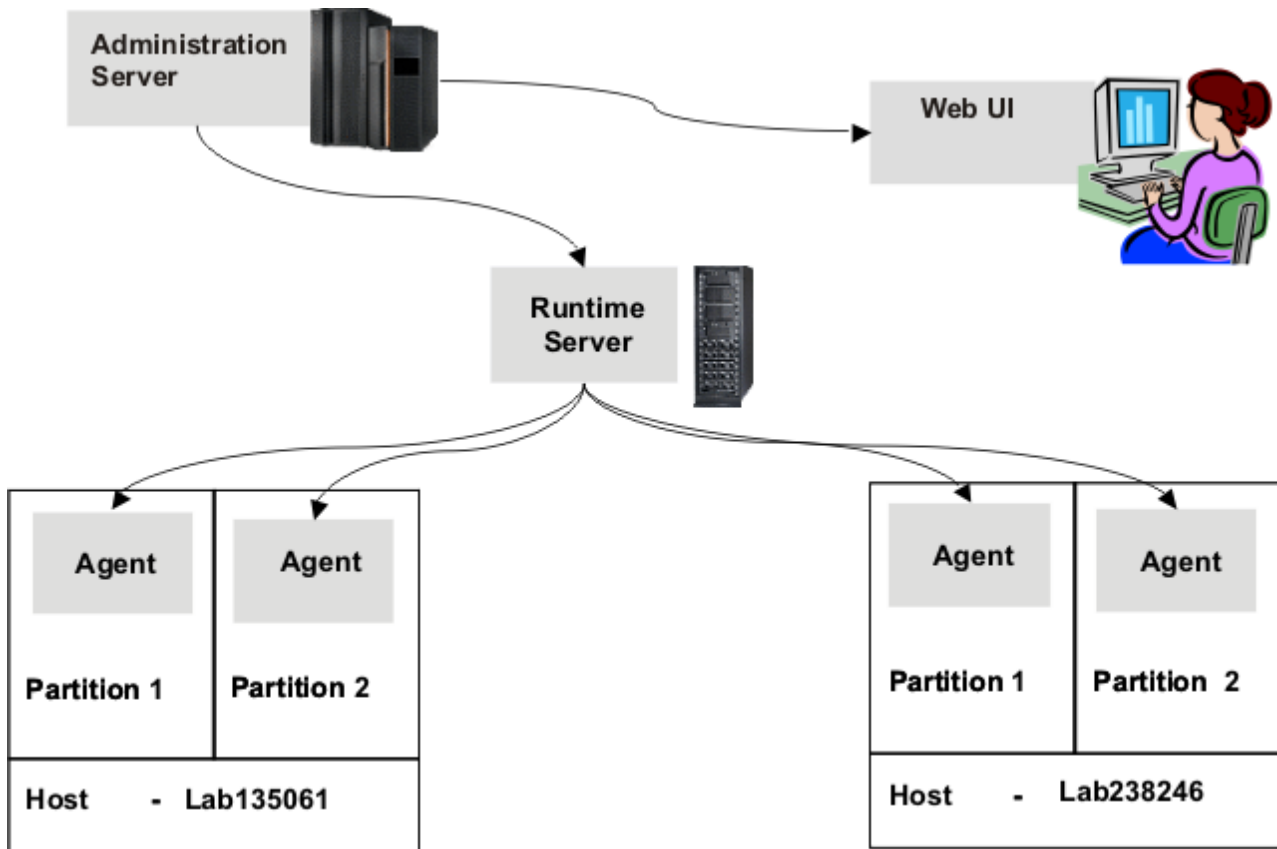 Administration
Server
Web UI
Runtime
Server
Agent
Agent
Agent
Agent
Partition 1
Partition 2
Partition 1
Partition 2
Host - Lab135061
Host - Lab238246